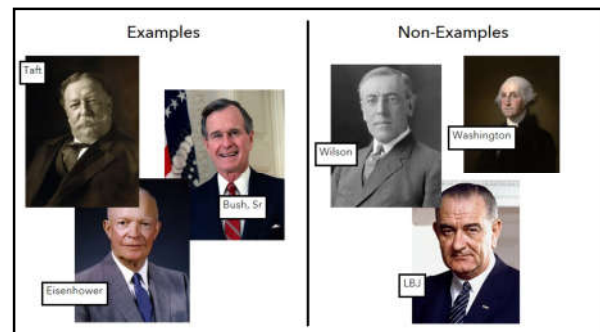 Examples
Non-Examples
Taft
Bush, Sr
Eisenhower
Wilson
Washington
LBJ